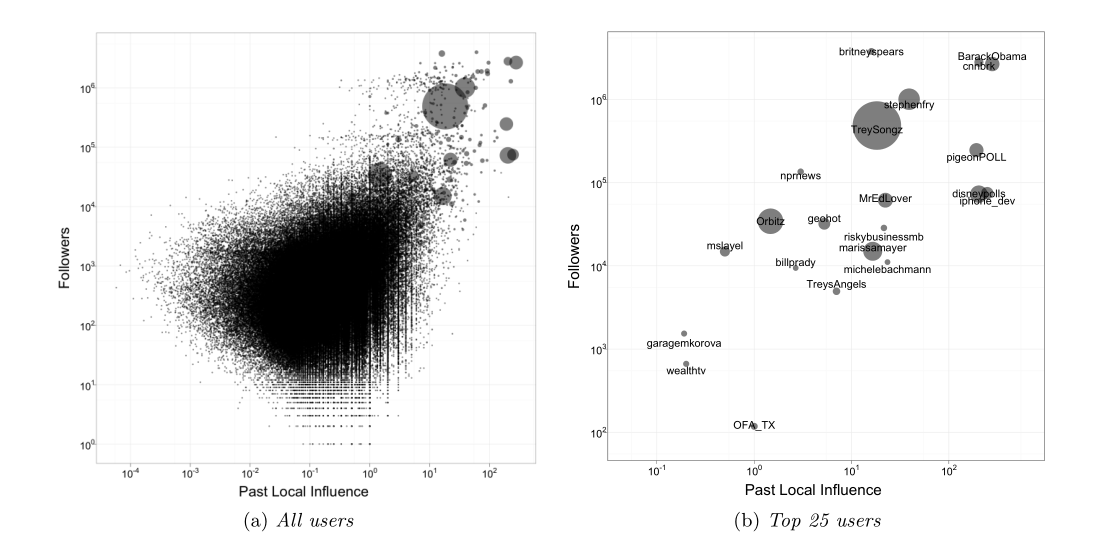 10^6
10^5
10^4
10^3
10^2
10^1
10^0
Followers
10^-4 10^-3 10^-2 10^-1 10^0 10^1 10^2
Past Local Influence
(a) All users
britneyspears
BarackObama
cnnbrk
stephenfry
TreySongz
pigeonPOLL
nprnews
disneypolls
iphone_dev
MrEdLover
geohot
Orbitz
riskybusinessmb
marissamayer
mslayel
billprady
michelebachmann
TreysAngels
garagemkorova
wealthtv
OFA_TX
10^6
10^5
10^4
10^3
10^2
Followers
10^-1 10^0 10^1 10^2
Past Local Influence
(b) Top 25 users